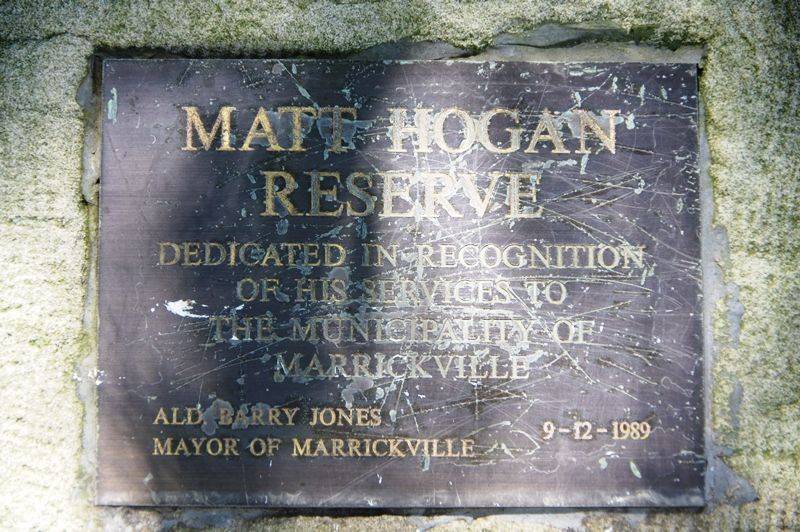 MATT HOGAN
RESERVE
DEDICATED IN RECOGNITION
OF HIS SERVICES TO
THE MUNICIPALITY OF
MARRICKVILLE
ALD. BARRY JONES
MAYOR OF MARRICKVILLE
9-12-1989